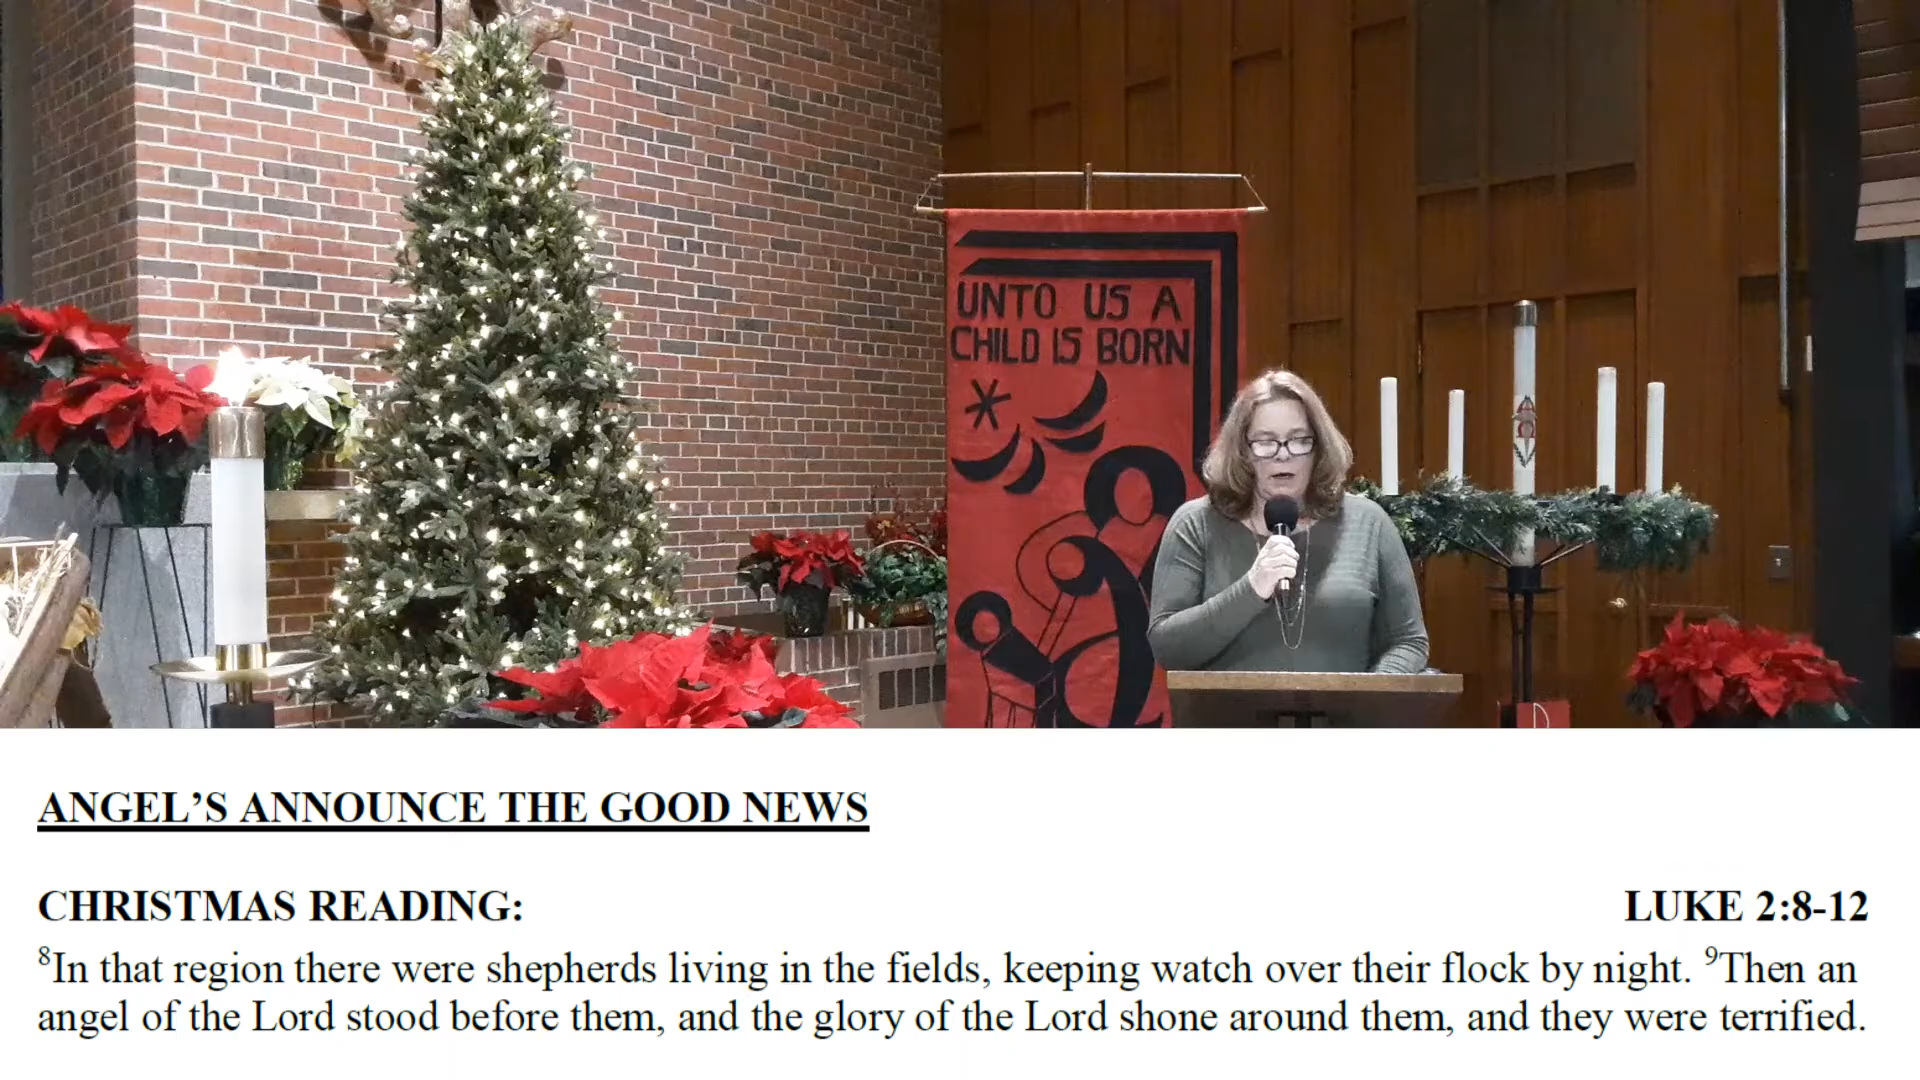 UNTO US A
CHILD IS BORN
ANGEL’S ANNOUNCE THE GOOD NEWS
CHRISTMAS READING: LUKE 2:8-12
⁸In that region there were shepherds living in the fields, keeping watch over their flock by night. ⁹Then an
angel of the Lord stood before them, and the glory of the Lord shone around them, and they were terrified.